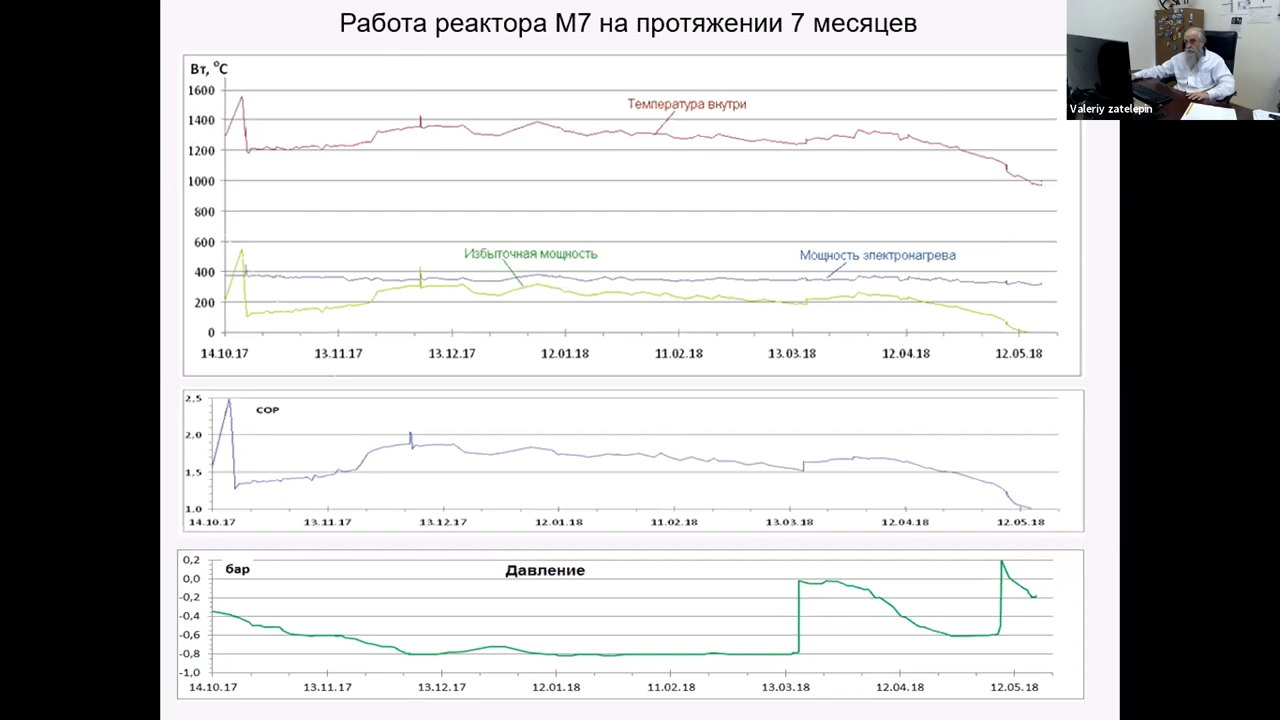 Работа реактора М7 на протяжении 7 месяцев
Valeriy zatelepin
Вт, °С
1600
1400
1200
1000
800
600
400
200
0
Температура внутри
Избыточная мощность
Мощность электронагрева
14.10.17 13.11.17 13.12.17 12.01.18 11.02.18 13.03.18 12.04.18 12.05.18
COP
2.5
2.0
1.5
1.0
14.10.17 13.11.17 13.12.17 12.01.18 11.02.18 13.03.18 12.04.18 12.05.18
бар
Давление
0,2
0,0
-0,2
-0,4
-0,6
-0,8
-1,0
14.10.17 13.11.17 13.12.17 12.01.18 11.02.18 13.03.18 12.04.18 12.05.18